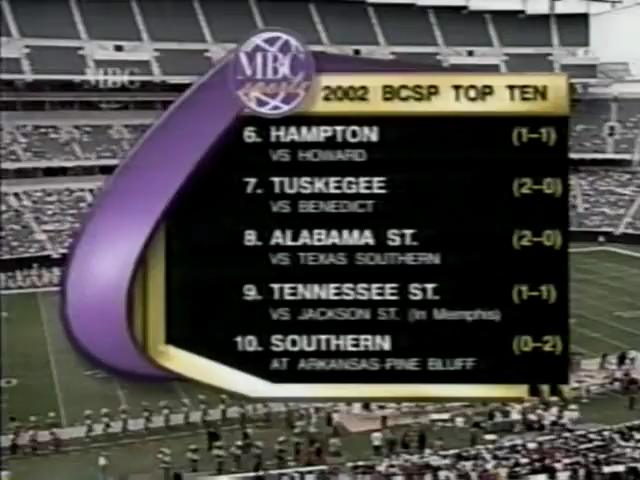 MBC
MBC
sports
2002 BCSP TOP TEN
6. HAMPTON (1-1)
VS HOWARD
7. TUSKEGEE (2-0)
VS BENEDICT
8. ALABAMA ST. (2-0)
VS TEXAS SOUTHERN
9. TENNESSEE ST. (1-1)
VS JACKSON ST. (In Memphis)
10. SOUTHERN (0-2)
AT ARKANSAS-PINE BLUFF